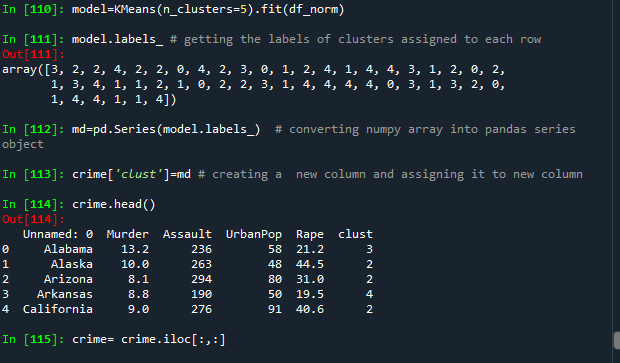 In [110]: model=KMeans(n_clusters=5).fit(df_norm)
In [111]: model.labels_ # getting the labels of clusters assigned to each row
Out[111]:
array([3, 2, 2, 4, 2, 2, 0, 4, 2, 3, 0, 1, 2, 4, 1, 4, 4, 3, 1, 2, 0, 2,
1, 3, 4, 1, 1, 2, 1, 0, 2, 2, 3, 1, 4, 4, 4, 4, 0, 3, 1, 3, 2, 0,
1, 4, 4, 1, 1, 4])
In [112]: md=pd.Series(model.labels_)  # converting numpy array into pandas series
object
In [113]: crime['clust']=md # creating a  new column and assigning it to new column
In [114]: crime.head()
Out[114]:
Unnamed: 0  Murder  Assault  UrbanPop  Rape  clust
0     Alabama    13.2      236        58  21.2      3
1      Alaska    10.0      263        48  44.5      2
2     Arizona     8.1      294        80  31.0      2
3    Arkansas     8.8      190        50  19.5      4
4  California     9.0      276        91  40.6      2
In [115]: crime= crime.iloc[:,:]